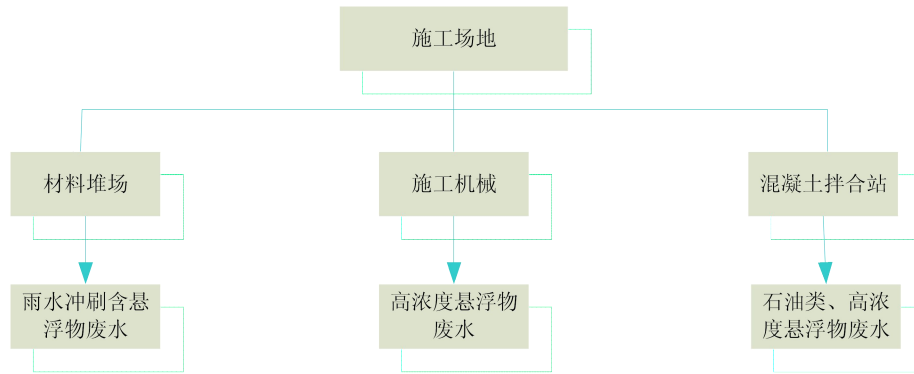 施工场地
材料堆场
施工机械
混凝土拌合站
雨水冲刷含悬
浮物废水
高浓度悬浮物
废水
石油类、高浓
度悬浮物废水